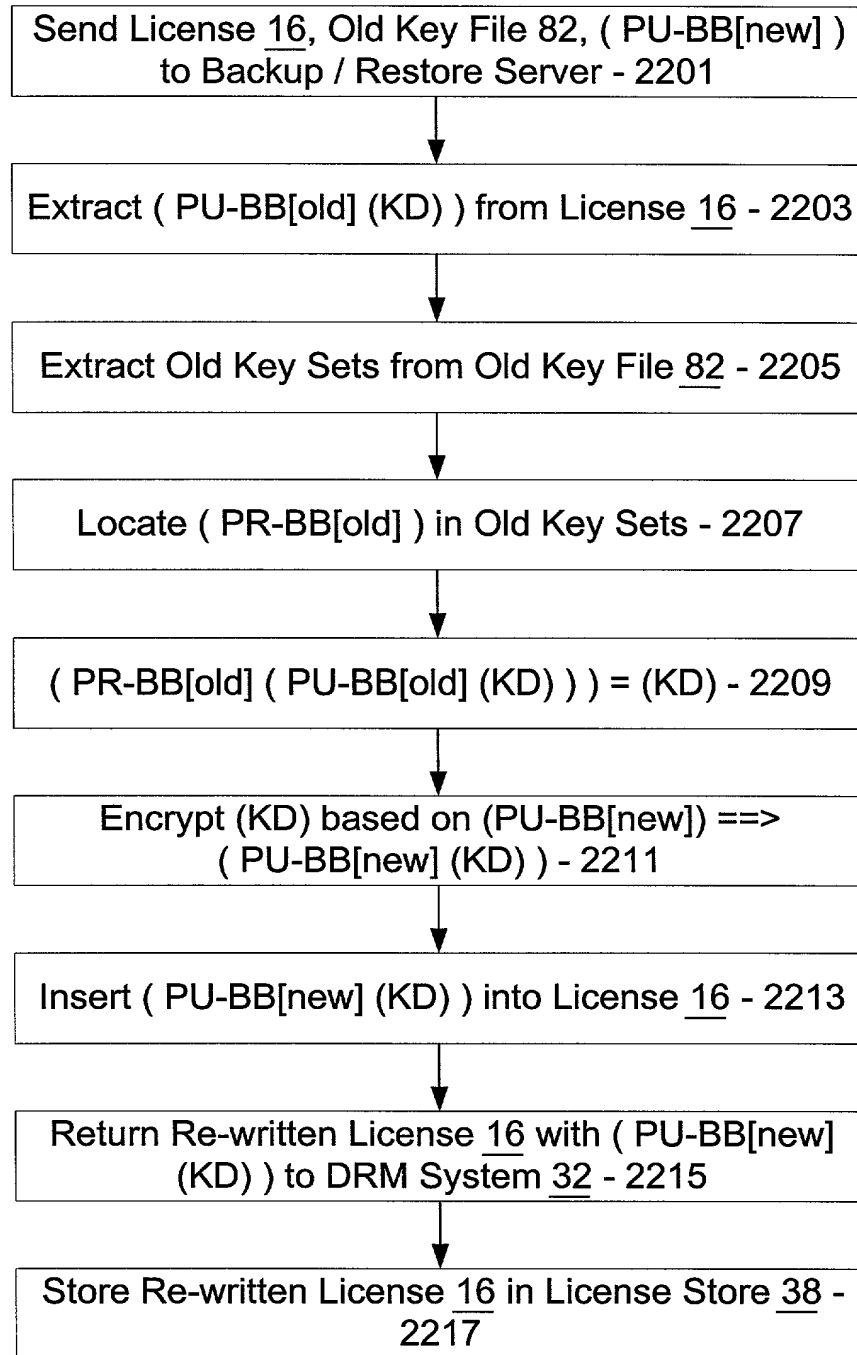 Send License 16, Old Key File 82, ( PU-BB[new] )
to Backup / Restore Server - 2201
Extract ( PU-BB[old] (KD) ) from License 16 - 2203
Extract Old Key Sets from Old Key File 82 - 2205
Locate ( PR-BB[old] ) in Old Key Sets - 2207
( PR-BB[old] ( PU-BB[old] (KD) ) ) = (KD) - 2209
Encrypt (KD) based on (PU-BB[new]) ==>
( PU-BB[new] (KD) ) - 2211
Insert ( PU-BB[new] (KD) ) into License 16 - 2213
Return Re-written License 16 with ( PU-BB[new]
(KD) ) to DRM System 32 - 2215
Store Re-written License 16 in License Store 38 -
2217